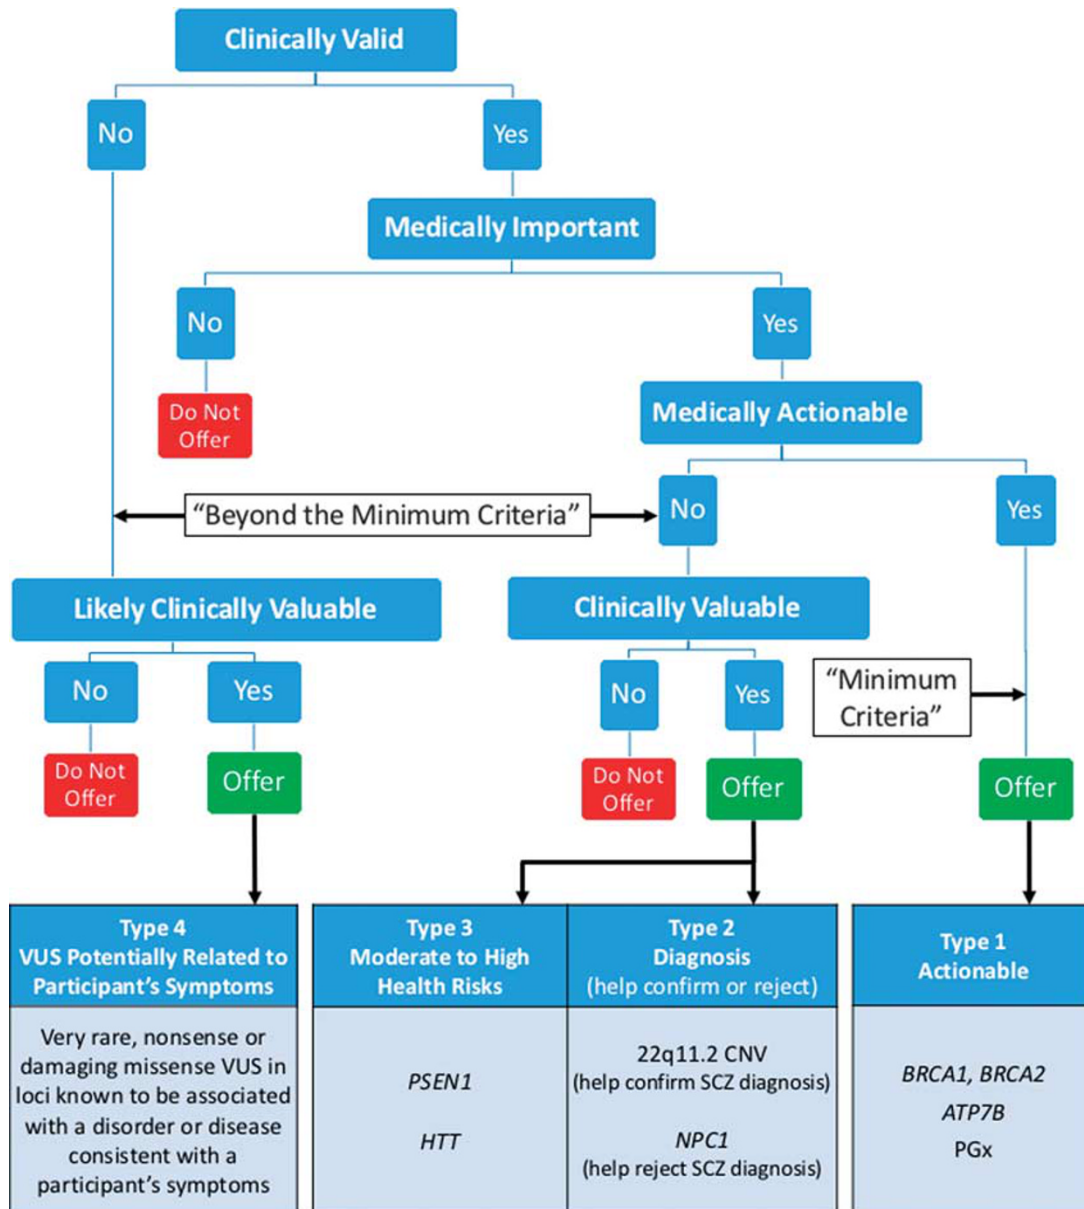 Clinically Valid
No
Yes
Medically Important
No
Yes
Do Not
Offer
Medically Actionable
No
Yes
“Beyond the Minimum Criteria”
Likely Clinically Valuable
Clinically Valuable
No
Yes
No
Yes
“Minimum
Criteria”
Do Not
Offer
Offer
Do Not
Offer
Offer
Offer
Type 4
VUS Potentially Related to
Participant’s Symptoms
Very rare, nonsense or
damaging missense VUS in
loci known to be associated
with a disorder or disease
consistent with a
participant’s symptoms
Type 3
Moderate to High
Health Risks
PSEN1
HTT
Type 2
Diagnosis
(help confirm or reject)
22q11.2 CNV
(help confirm SCZ diagnosis)
NPC1
(help reject SCZ diagnosis)
Type 1
Actionable
BRCA1, BRCA2
ATP7B
PGx